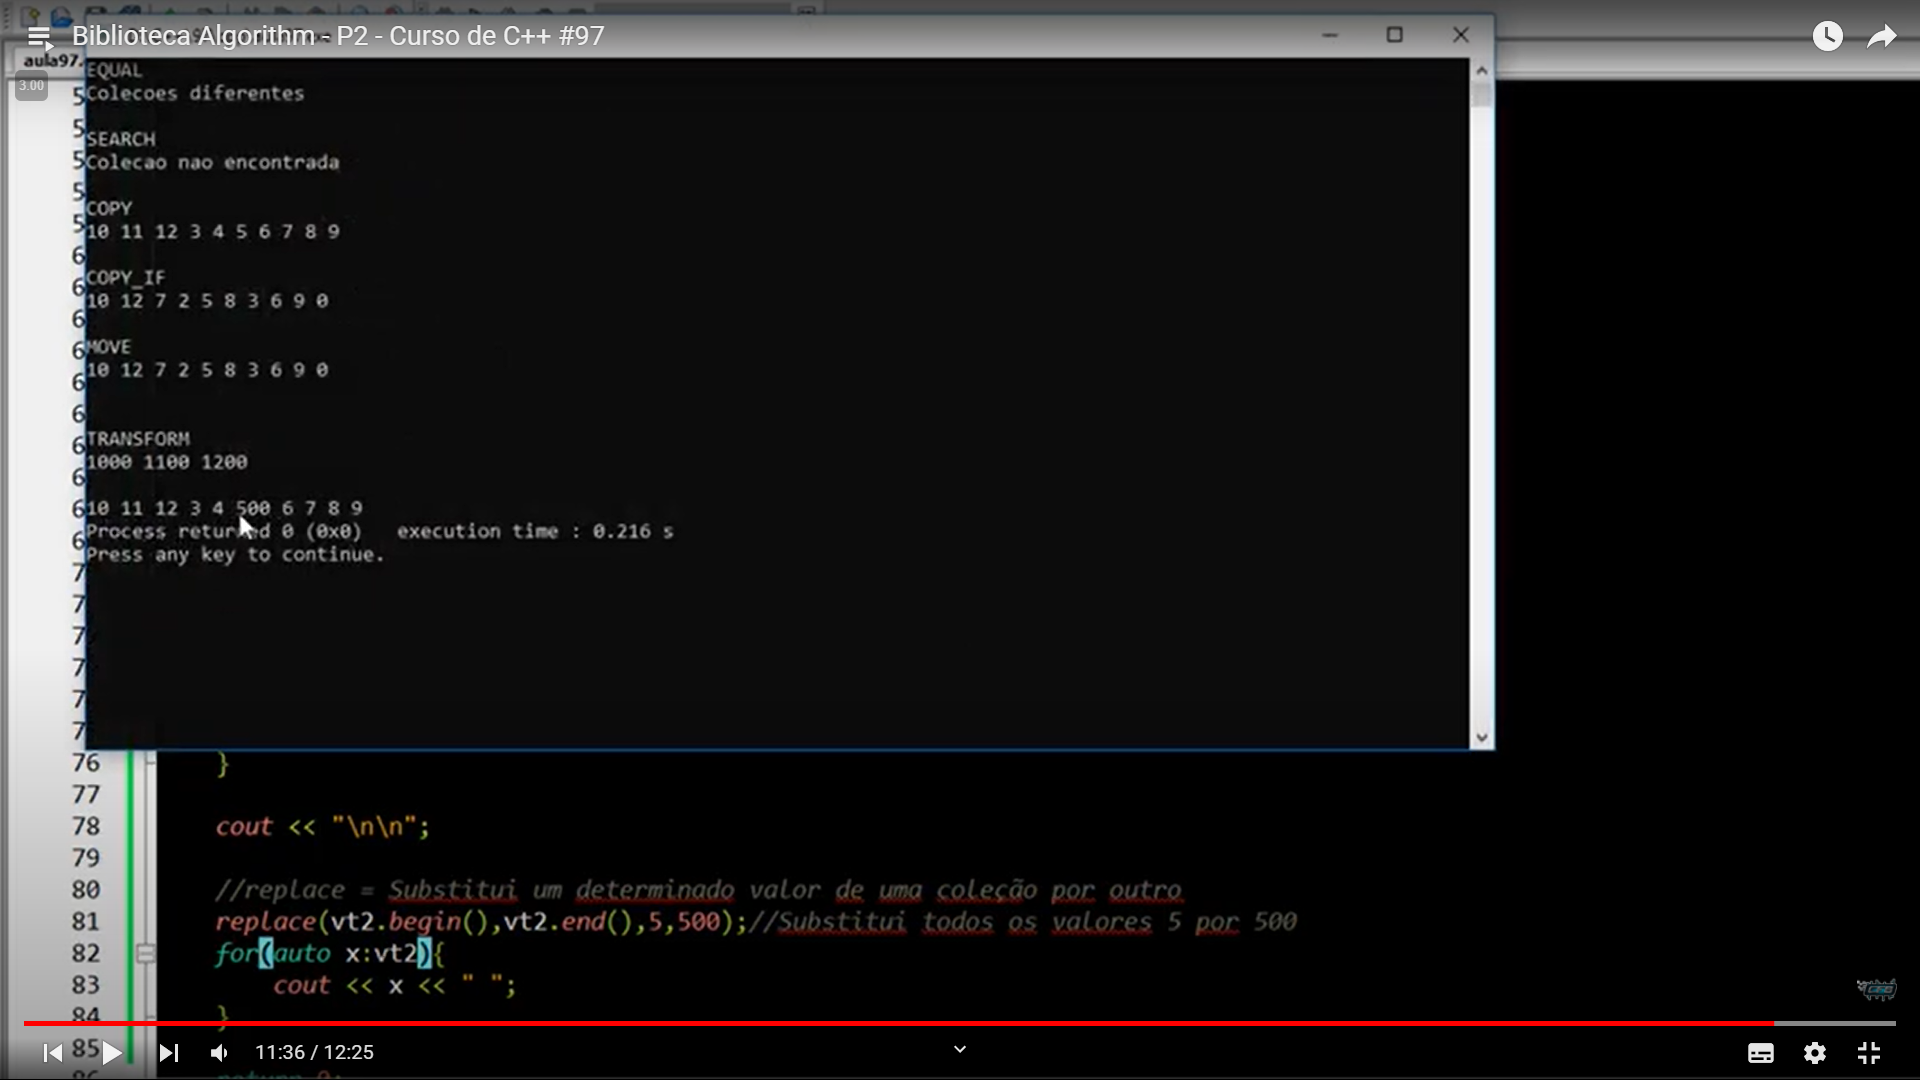 Biblioteca Algorithm - P2 - Curso de C++ #97
aula97.
3.00
EQUAL
Colecoes diferentes
SEARCH
Colecao nao encontrada
COPY
10 11 12 3 4 5 6 7 8 9
COPY_IF
10 12 7 2 5 8 3 6 9 0
MOVE
10 12 7 2 5 8 3 6 9 0
TRANSFORM
1000 1100 1200
10 11 12 3 4 500 6 7 8 9
Process returned 0 (0x0)   execution time : 0.216 s
Press any key to continue.
76 }
77
78 cout << "\n\n";
79
80 //replace = Substitui um determinado valor de uma coleção por outro
81 replace(vt2.begin(),vt2.end(),5,500);//Substitui todos os valores 5 por 500
82 for(auto x:vt2){
83 cout << x << " ";
84 }
85
86 return 0;
11:36 / 12:25